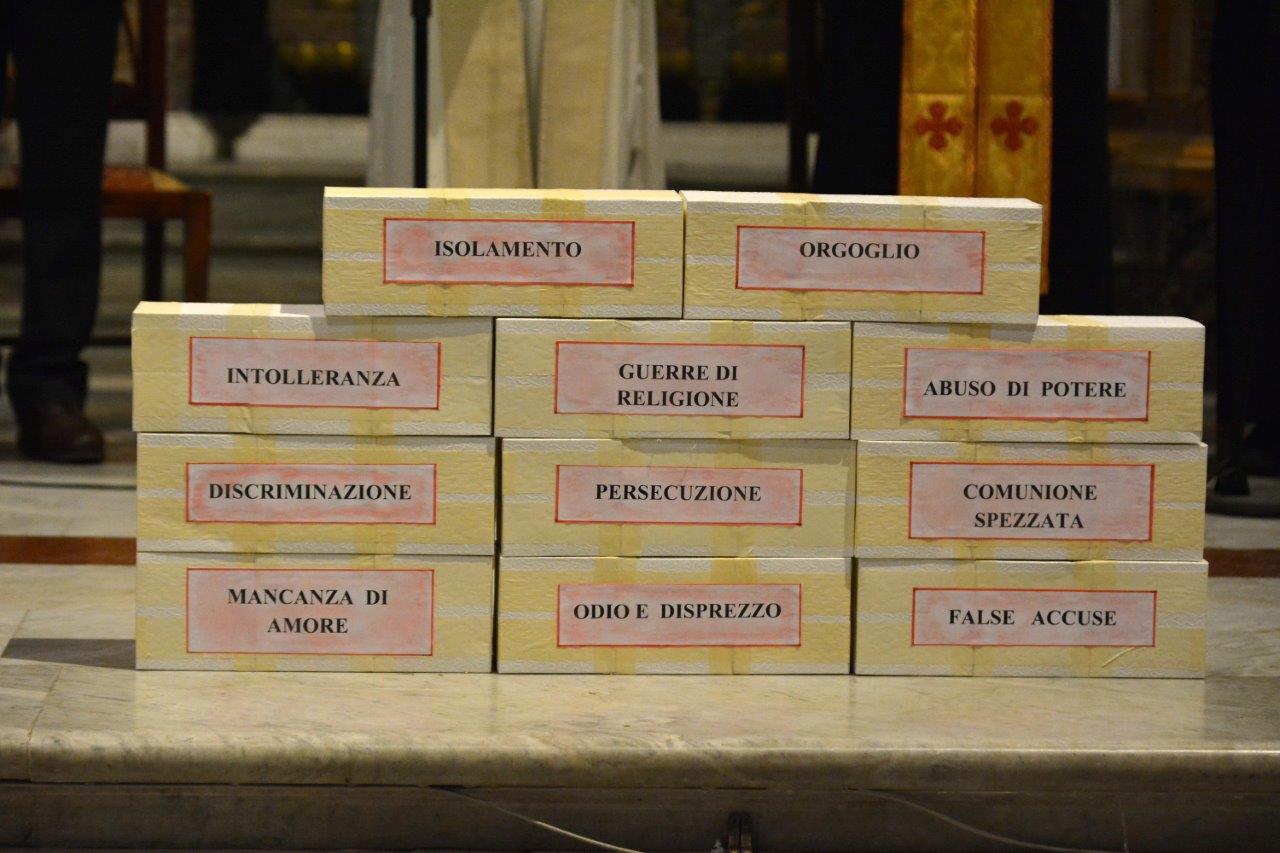 ISOLAMENTO
ORGOGLIO
INTOLLERANZA
GUERRE DI
RELIGIONE
ABUSO DI POTERE
DISCRIMINAZIONE
PERSECUZIONE
COMUNIONE
SPEZZATA
MANCANZA DI
AMORE
ODIO E DISPREZZO
FALSE ACCUSE